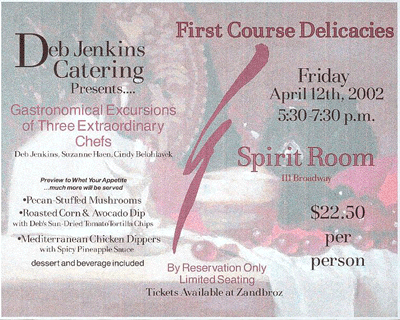 Deb Jenkins
Catering
Presents....
Gastronomical Excursions
of Three Extraordinary
Chefs
Deb Jenkins, Suzanne Haen, Cindy Belohlavek
Preview to Whet Your Appetite
...much more will be served
•Pecan-Stuffed Mushrooms
•Roasted Corn & Avocado Dip
with Deb's Sun-Dried Tomato Tortilla Chips
•Mediterranean Chicken Dippers
with Spicy Pineapple Sauce
dessert and beverage included
First Course Delicacies
Friday
April 12th, 2002
5:30-7:30 p.m.
Spirit Room
111 Broadway
$22.50
per
person
By Reservation Only
Limited Seating
Tickets Available at Zandbroz